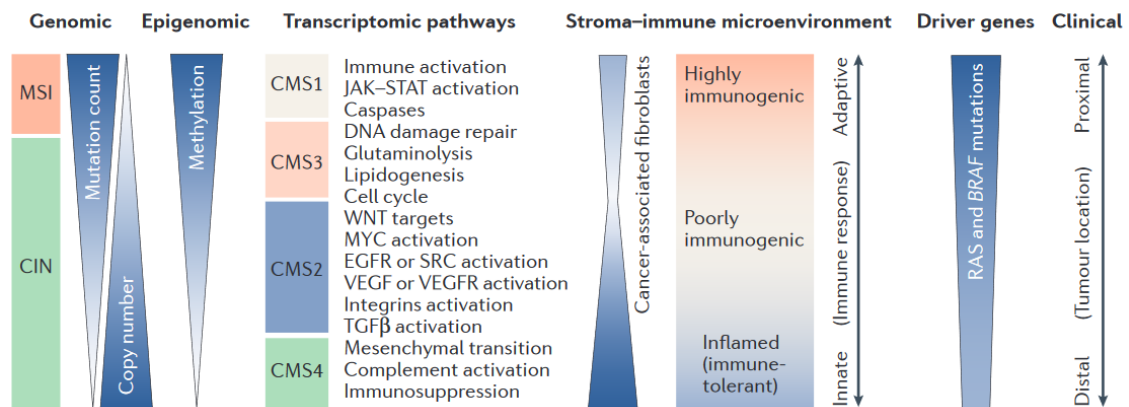 Genomic
Epigenomic
Transcriptomic pathways
Stroma–immune microenvironment
Driver genes
Clinical
MSI
CIN
Mutation count
Copy number
Methylation
CMS1
CMS3
CMS2
CMS4
Immune activation
JAK–STAT activation
Caspases
DNA damage repair
Glutaminolysis
Lipidogenesis
Cell cycle
WNT targets
MYC activation
EGFR or SRC activation
VEGF or VEGFR activation
Integrins activation
TGFβ activation
Mesenchymal transition
Complement activation
Immunosuppression
Cancer-associated fibroblasts
Highly
immunogenic
Poorly
immunogenic
Inflamed
(immune-
tolerant)
Innate (Immune response) Adaptive
RAS and BRAF mutations
Distal (Tumour location) Proximal